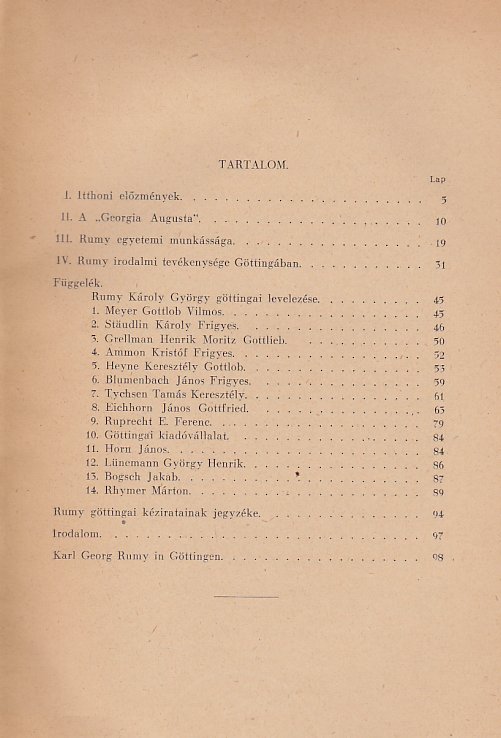 TARTALOM.
Lap
I. Itthoni előzmények. 3
II. A „Georgia Augusta“. 10
III. Rumy egyetemi munkássága. 19
IV. Rumy irodalmi tevékenysége Göttingában. 31
Függelék.
Rumy Károly György göttingai levelezése. 45
1. Meyer Gottlob Vilmos. 45
2. Stäudlin Károly Frigyes. 46
3. Grellman Henrik Moritz Gottlieb. 50
4. Ammon Kristóf Frigyes. 52
5. Heyne Keresztély Gottlob. 53
6. Blumenbach János Frigyes. 59
7. Tychsen Tamás Keresztély. 61
8. Eichhorn János Gottfried. 63
9. Ruprecht E. Ferenc. 79
10. Göttingai kiadóvállalat. 84
11. Horn János. 84
12. Lünemann György Henrik. 86
13. Bogsch Jakab. 87
14. Rhymer Márton. 89
Rumy göttingai kéziratainak jegyzéke. 94
Irodalom. 97
Karl Georg Rumy in Göttingen. 98